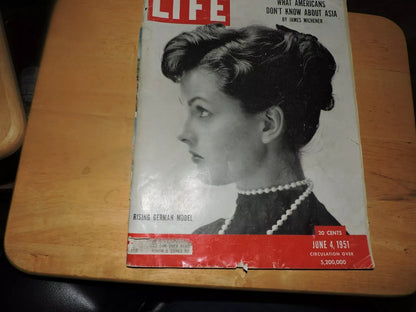 LIFE
WHAT AMERICANS
DON'T KNOW ABOUT ASIA
BY JAMES MICHENER
RISING GERMAN MODEL
20 CENTS
JUNE 4, 1951
CIRCULATION OVER
5,200,000